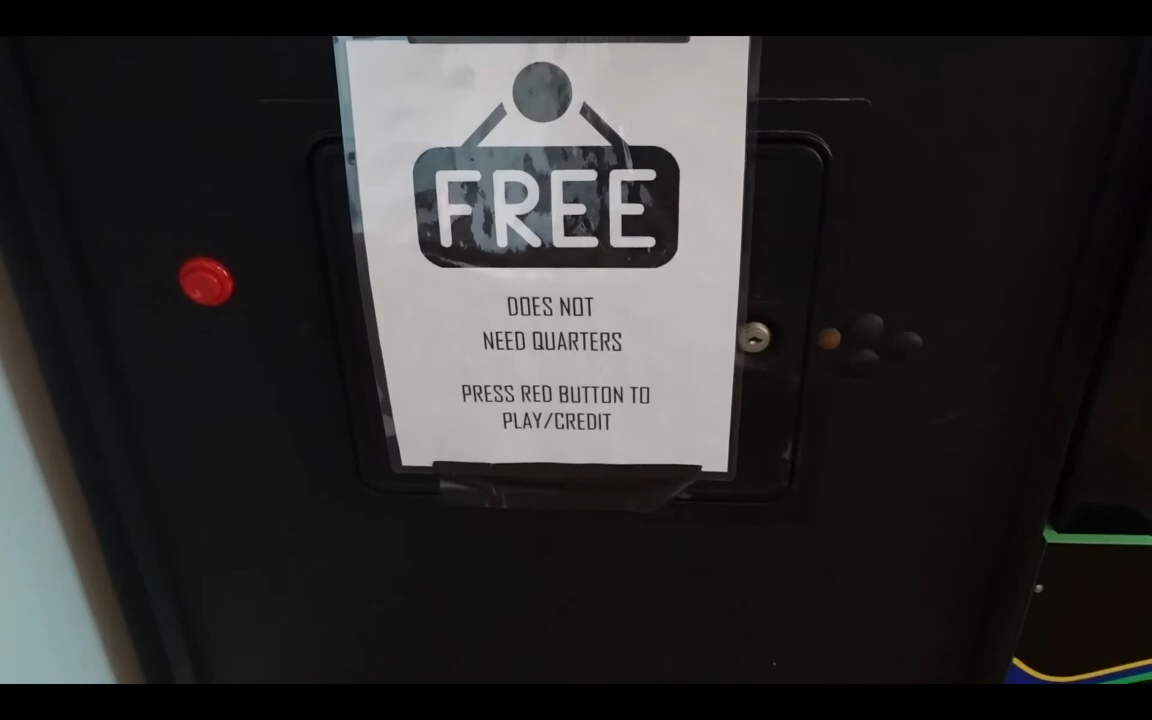 FREE
DOES NOT
NEED QUARTERS
PRESS RED BUTTON TO
PLAY/CREDIT